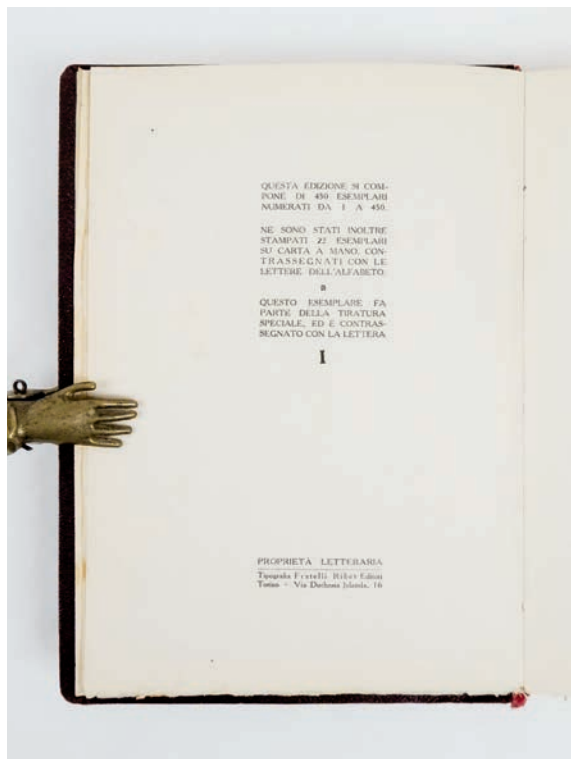 QUESTA EDIZIONE SI COM-
PONE DI 450 ESEMPLARI
NUMERATI DA 1 A 450.
NE SONO STATI INOLTRE
STAMPATI 22 ESEMPLARI
SU CARTA A MANO, CON-
TRASSEGNATI CON LE
LETTERE DELL'ALFABETO.
QUESTO ESEMPLARE FA
PARTE DELLA TIRATURA
SPECIALE, ED È CONTRAS-
SEGNATO CON LA LETTERA
I
PROPRIETÀ LETTERARIA
Tipografia Fratelli Ribet Editori
Torino - Via Duchessa Jolanda, 16